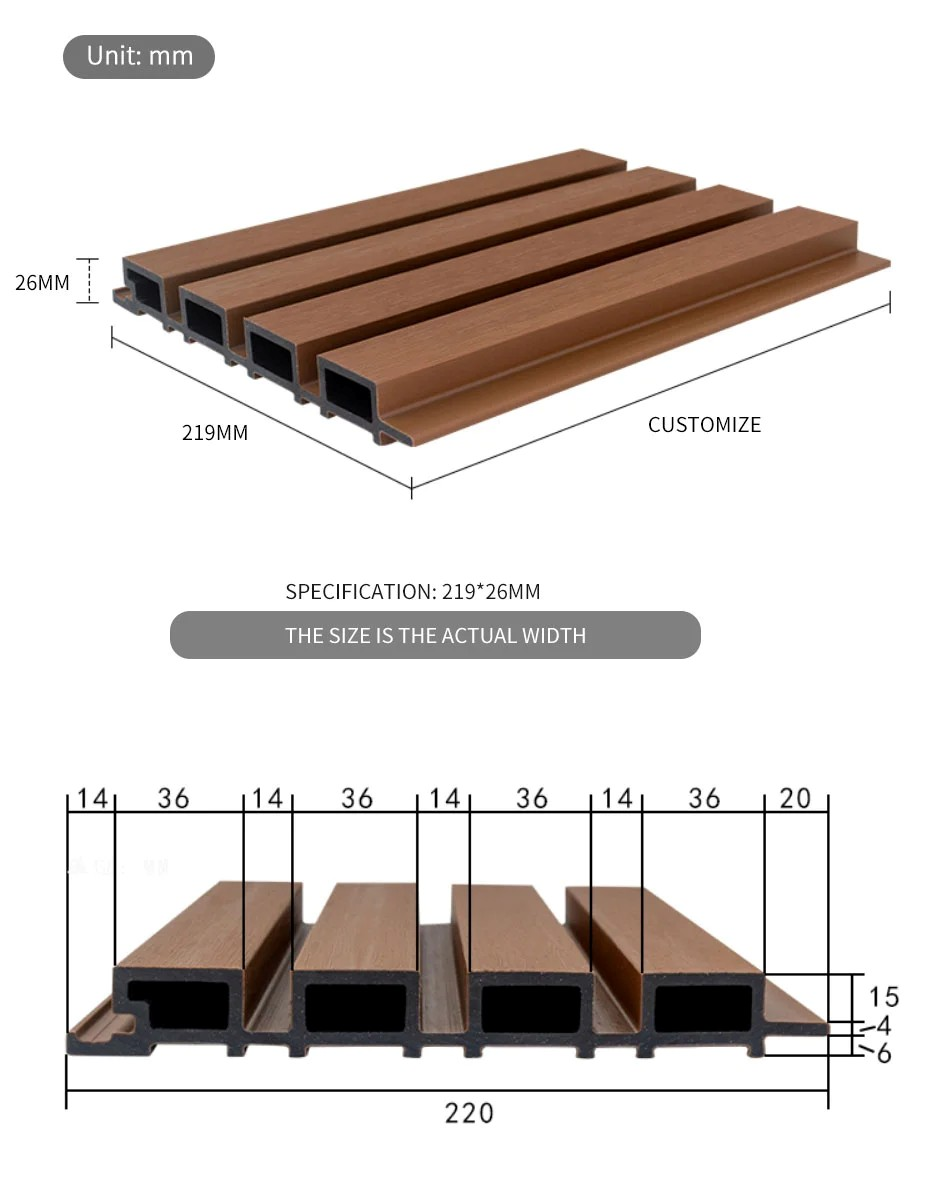 Unit: mm
26MM
219MM
CUSTOMIZE
SPECIFICATION: 219*26MM
THE SIZE IS THE ACTUAL WIDTH
14 36 14 36 14 36 14 36 20
15
4
6
220